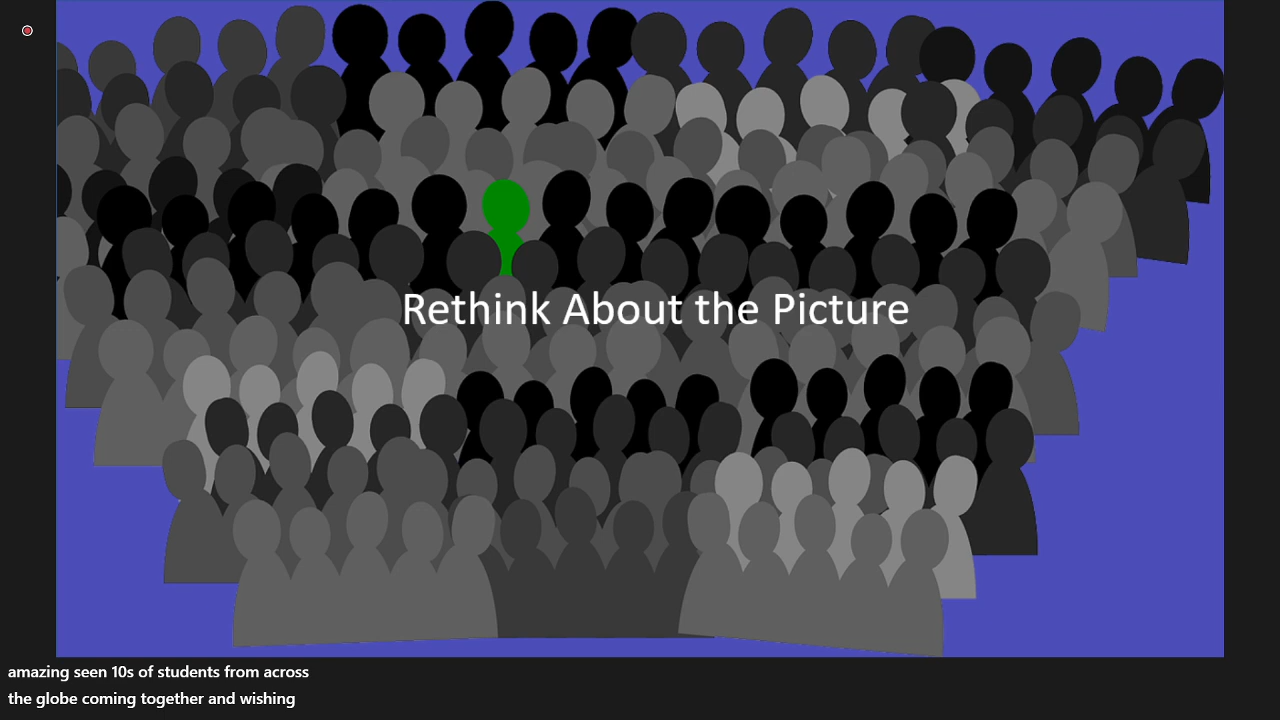 Rethink About the Picture
amazing seen 10s of students from across
the globe coming together and wishing